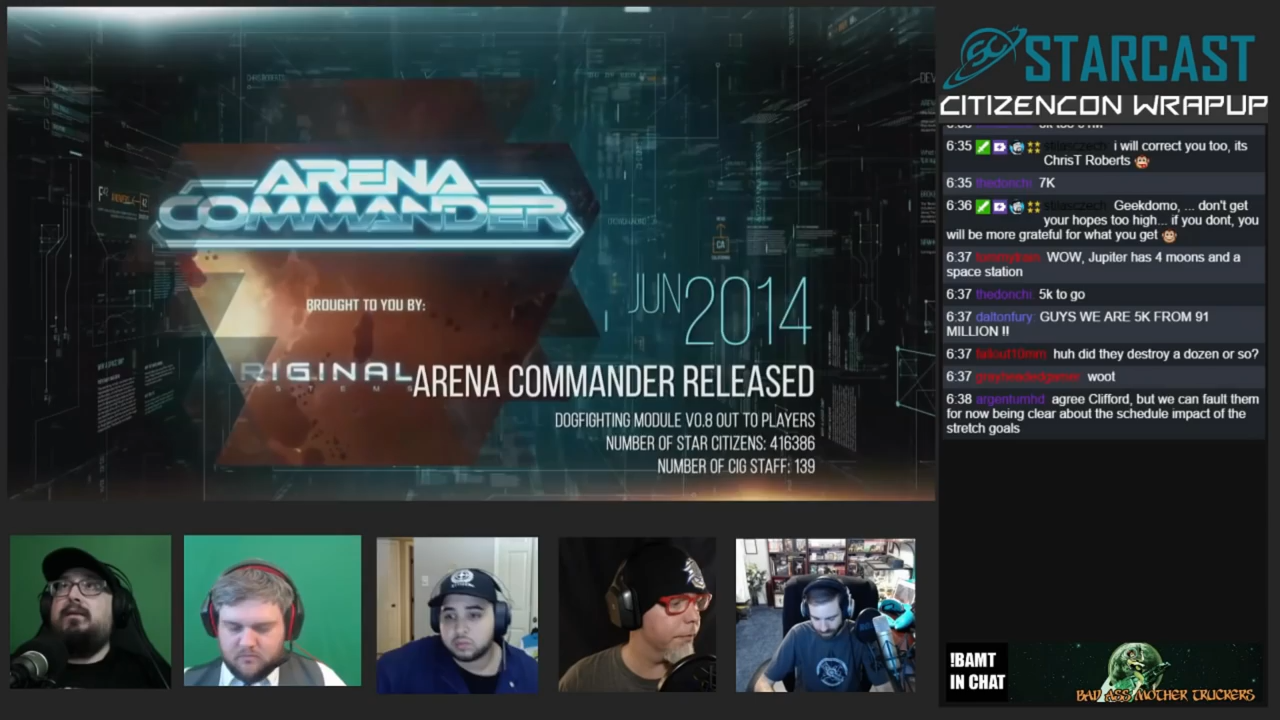 ARENA
COMMANDER
BROUGHT TO YOU BY:
RIGINAL
JUN 2014
ARENA COMMANDER RELEASED
DOGFIGHTING MODULE V0.8 OUT TO PLAYERS
NUMBER OF STAR CITIZENS: 416386
NUMBER OF CIG STAFF: 139
STARCAST
CITIZENCON WRAPUP
6:35 i will correct you too, its
ChrisT Roberts
6:35 thedonchi: 7K
6:36 Geekdomo, ... don't get
your hopes too high... if you dont, you
will be more grateful for what you get
6:37 WOW, Jupiter has 4 moons and a
space station
6:37 thedonchi: 5k to go
6:37 daltonfury: GUYS WE ARE 5K FROM 91
MILLION !!
6:37 huh did they destroy a dozen or so?
6:37 grayheadedgamer: woot
6:38 argentumhd: agree Clifford, but we can fault them
for now being clear about the schedule impact of the
stretch goals
!BAMT
IN CHAT
BAD ASS MOTHER TRUCKERS